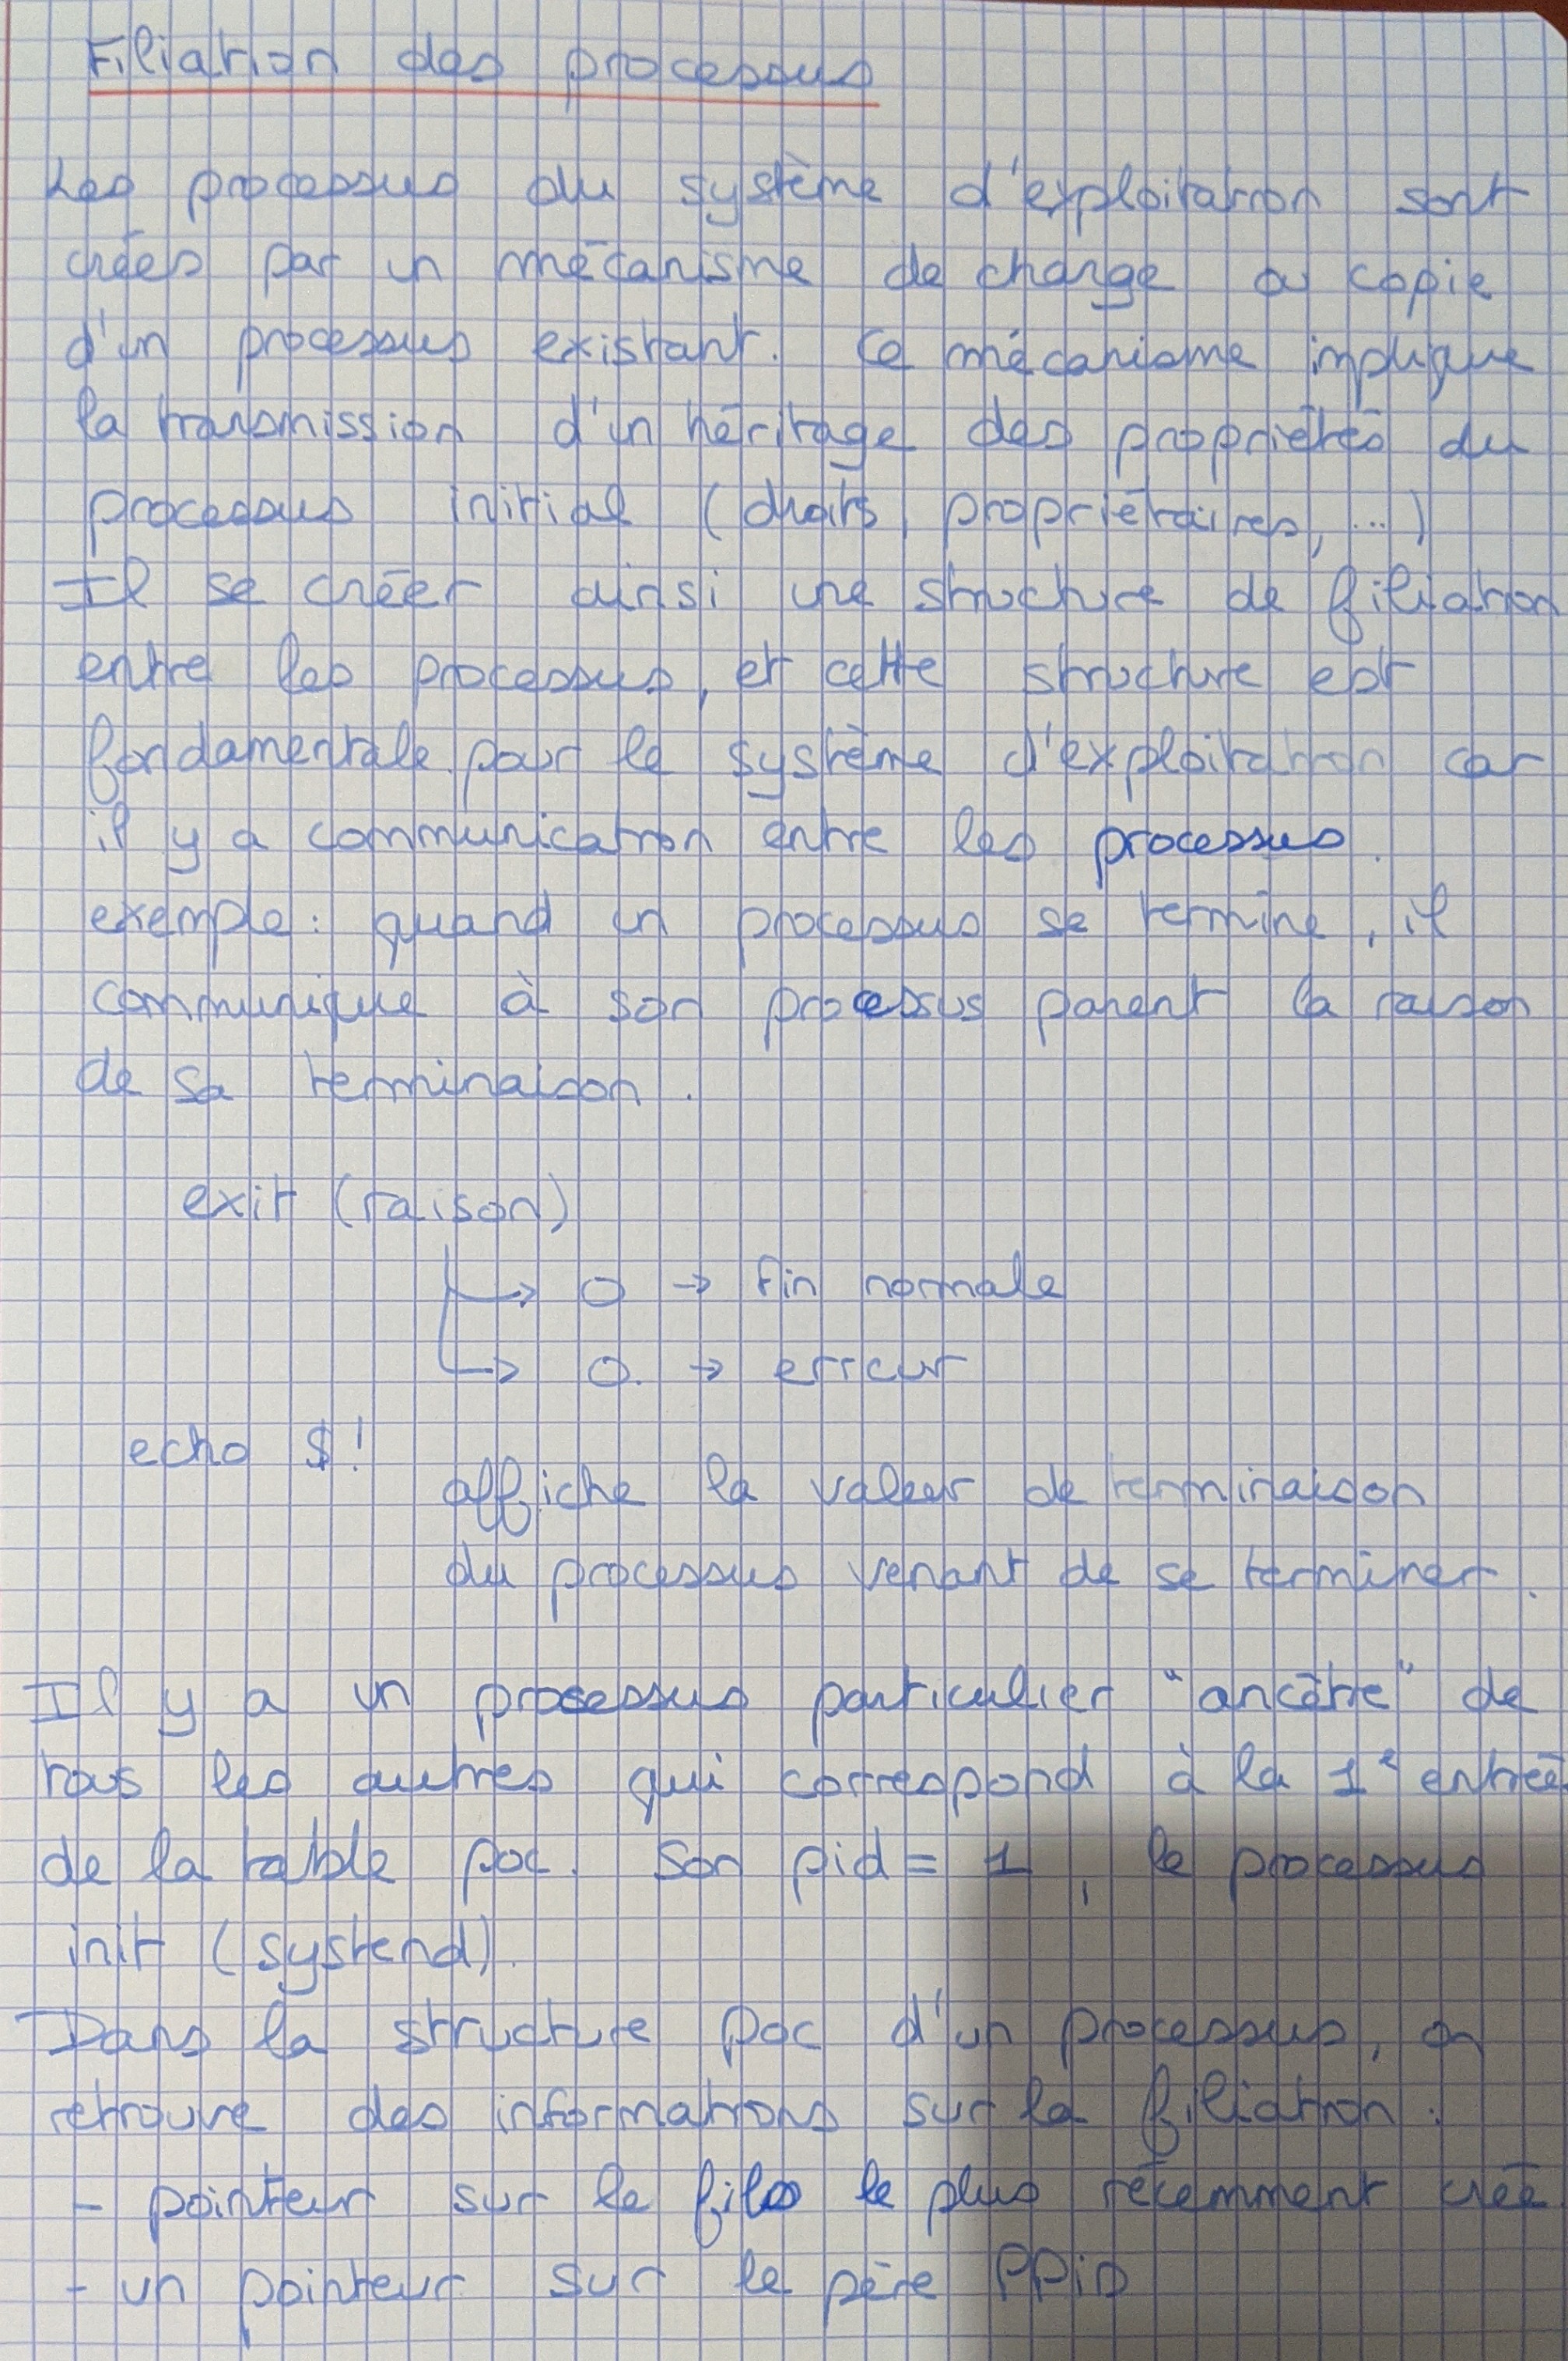 Filiation des processus
Les processus du système d'exploitation sont
créés par un mécanisme de charge ou copie
d'un processus existant. Ce mécanisme implique
la transmission d'un héritage des propriétés du
processus initial (droits, propriétaires, ...)
Il se créer ainsi une structure de filiation
entre les processus, et cette structure est
fondamentale pour le système d'exploitation car
il y a communication entre les processus.
exemple : quand un processus se termine, il
communique à son processus parent la raison
de sa terminaison.
exit (raison)
→ 0 → fin normale
→ 0. → erreur
echo $!
affiche la valeur de terminaison
du processus venant de se terminer.
Il y a un processus particulier "ancêtre" de
tous les autres qui correspond à la 1e entrée
de la table poc. Son pid = 1, le processus
init (systend).
Dans la structure poc d'un processus, on
retrouve des informations sur la filiation :
- pointeur sur le fils le plus récemment créé
- un pointeur sur le père PPiD